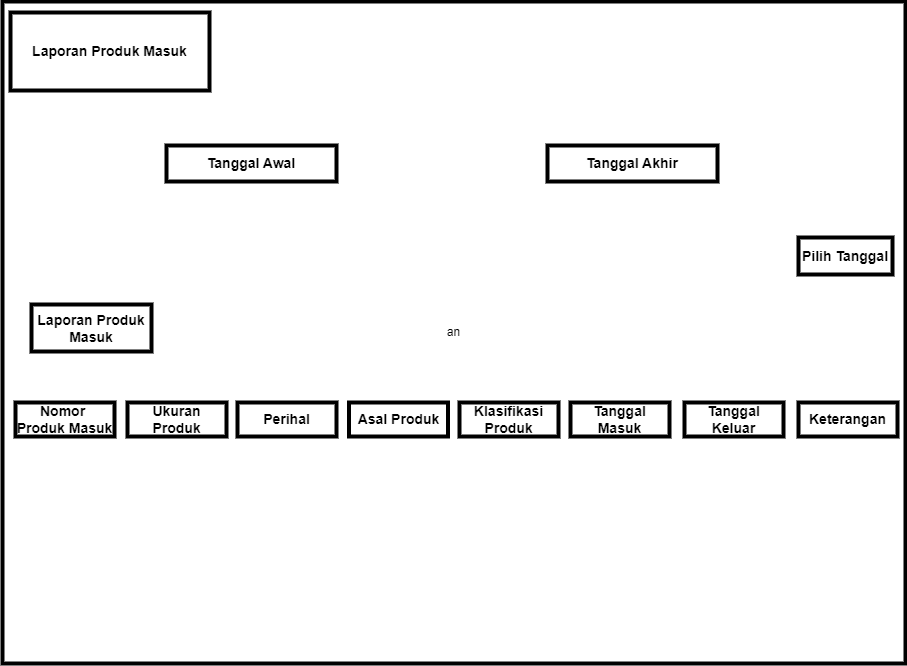 Laporan Produk Masuk
Tanggal Awal
Tanggal Akhir
Pilih Tanggal
Laporan Produk
Masuk
an
Nomor
Produk Masuk
Ukuran
Produk
Perihal
Asal Produk
Klasifikasi
Produk
Tanggal
Masuk
Tanggal
Keluar
Keterangan